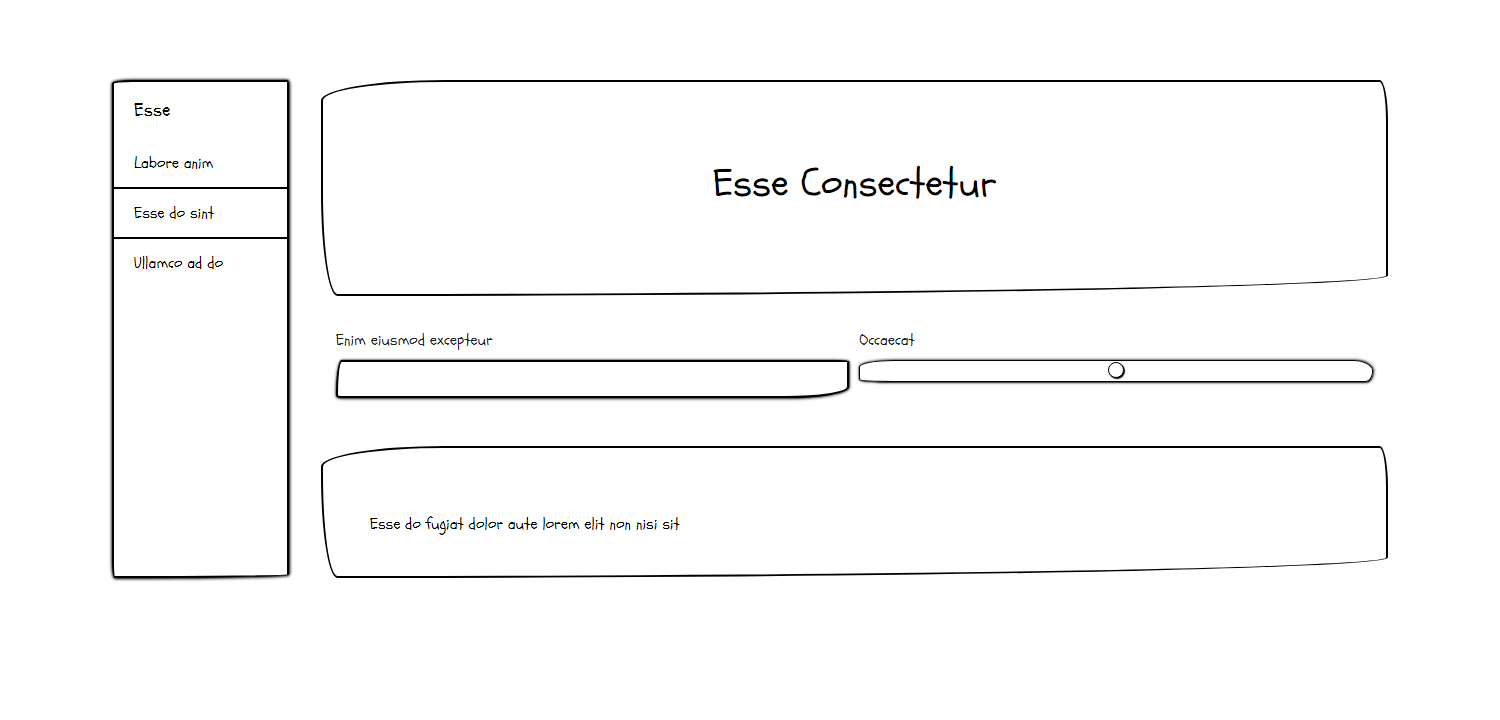 Esse
Labore anim
Esse do sint
Ullamco ad do
Esse Consectetur
Enim eiusmod excepteur
Occaecat
Esse do fugiat dolor aute lorem elit non nisi sit